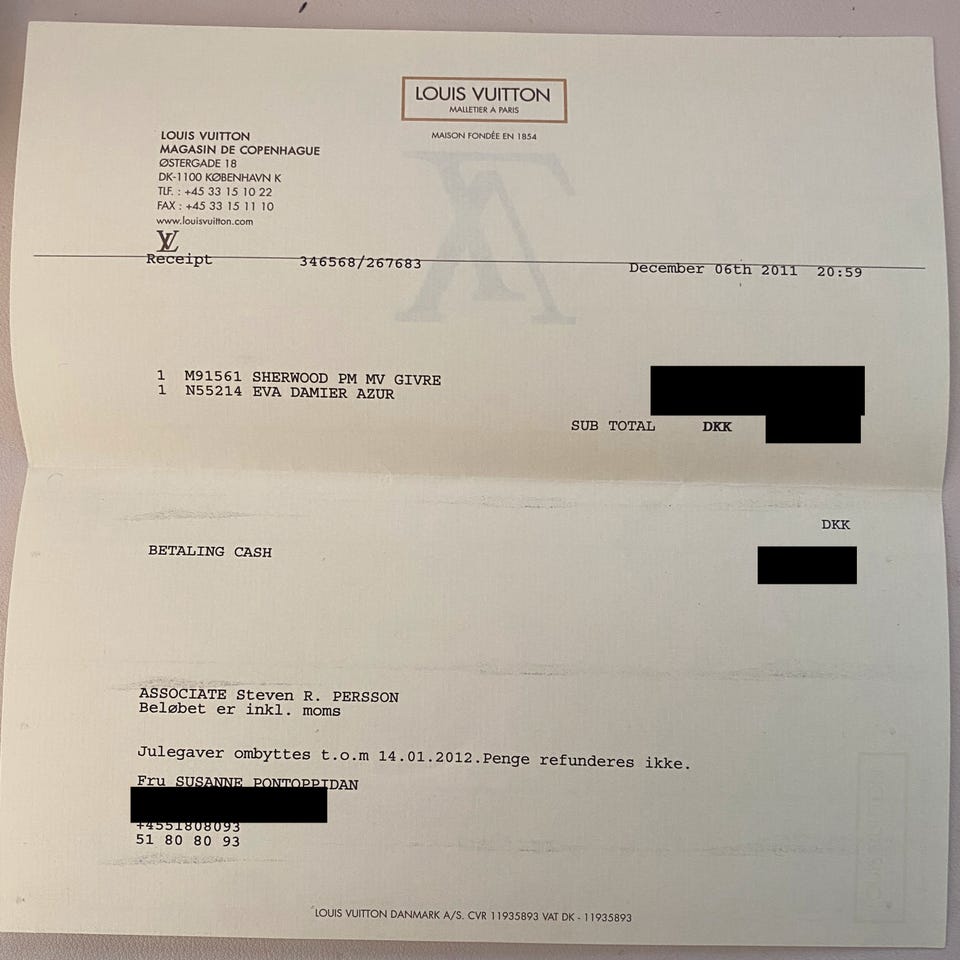 LOUIS VUITTON
MALLETIER A PARIS
MAISON FONDÉE EN 1854
LOUIS VUITTON
MAGASIN DE COPENHAGUE
ØSTERGADE 18
DK-1100 KØBENHAVN K
TLF. : +45 33 15 10 22
FAX : +45 33 15 11 10
www.louisvuitton.com
LV
Receipt 346568/267683 December 06th 2011 20:59
1 M91561 SHERWOOD PM MV GIVRE
1 N55214 EVA DAMIER AZUR
SUB TOTAL DKK
DKK
BETALING CASH
ASSOCIATE Steven R. PERSSON
Beløbet er inkl. moms
Julegaver ombyttes t.o.m 14.01.2012.Penge refunderes ikke.
Fru SUSANNE PONTOPPIDAN
+4551808093
51 80 80 93
LOUIS VUITTON DANMARK A/S. CVR 11935893 VAT DK - 11935893